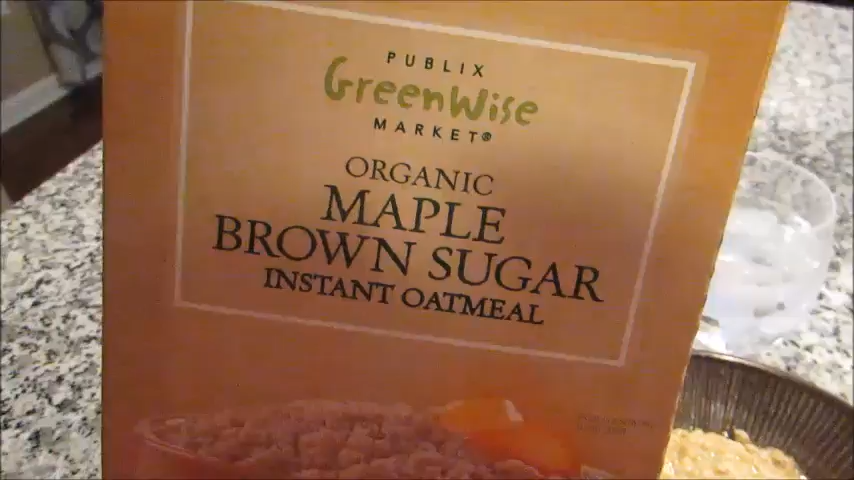 PUBLIX
GreenWise
MARKET®
ORGANIC
MAPLE
BROWN SUGAR
INSTANT OATMEAL